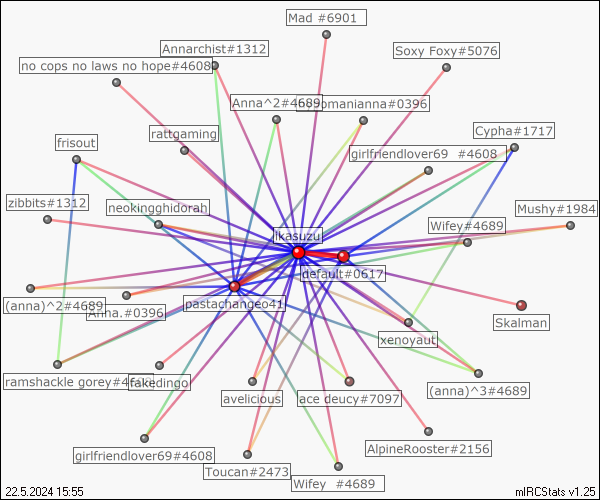 Mad #6901
Annarchist#1312
Soxy Foxy#5076
no cops no laws no hope#4608
Anna^2#4689
pmanianna#0396
rattgaming
Cypha#1717
frisout
girlfriendlover69 #4608
zibbits#1312
neokingghidorah
Mushy#1984
Wifey#4689
ikasuzu
default#0617
pastachange041
(anna)^2#4689
Anna.#0396
Skalman
xenoyaut
ramshackle gorey#4
fakedingo
(anna)^3#4689
avelicious
ace deucy#7097
AlpineRooster#2156
girlfriendlover69#4608
Toucan#2473
Wifey #4689
22.5.2024 15:55
mIRCStats v1.25